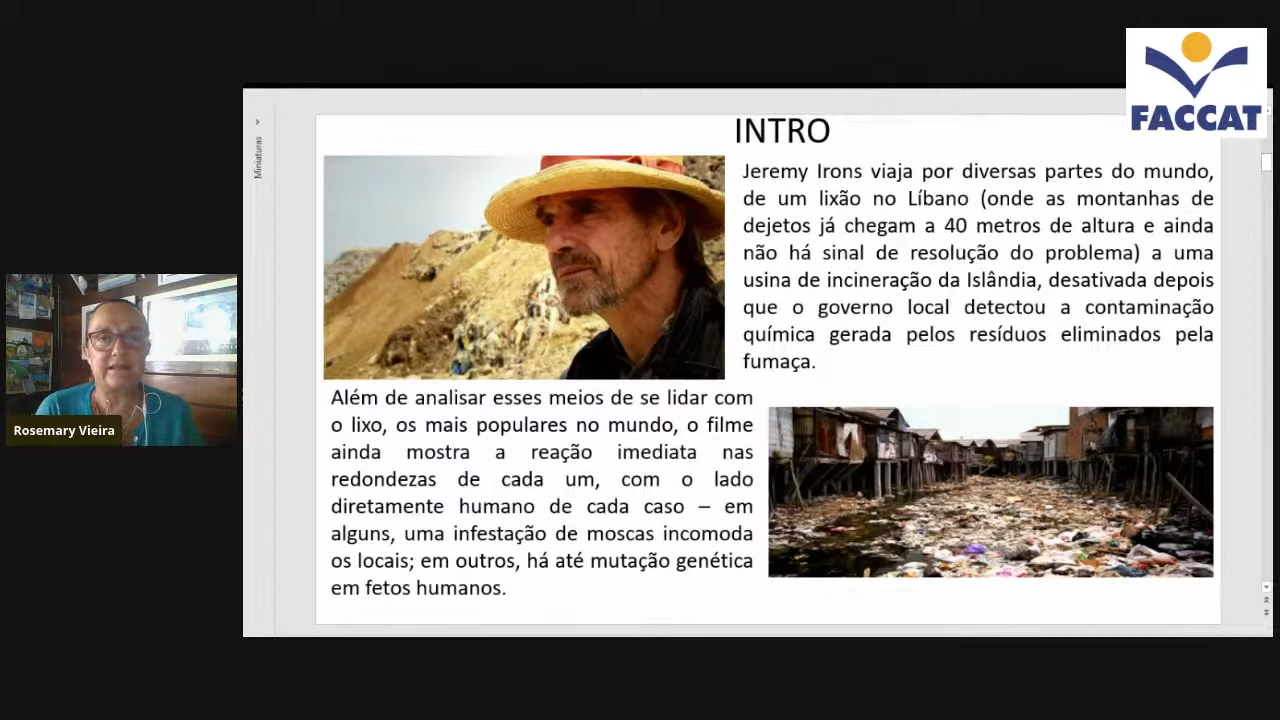 FACCAT
Miniaturas
INTRO
Jeremy Irons viaja por diversas partes do mundo,
de um lixão no Líbano (onde as montanhas de
dejetos já chegam a 40 metros de altura e ainda
não há sinal de resolução do problema) a uma
usina de incineração da Islândia, desativada depois
que o governo local detectou a contaminação
química gerada pelos resíduos eliminados pela
fumaça.
Além de analisar esses meios de se lidar com
o lixo, os mais populares no mundo, o filme
ainda mostra a reação imediata nas
redondezas de cada um, com o lado
diretamente humano de cada caso – em
alguns, uma infestação de moscas incomoda
os locais; em outros, há até mutação genética
em fetos humanos.
Rosemary Vieira